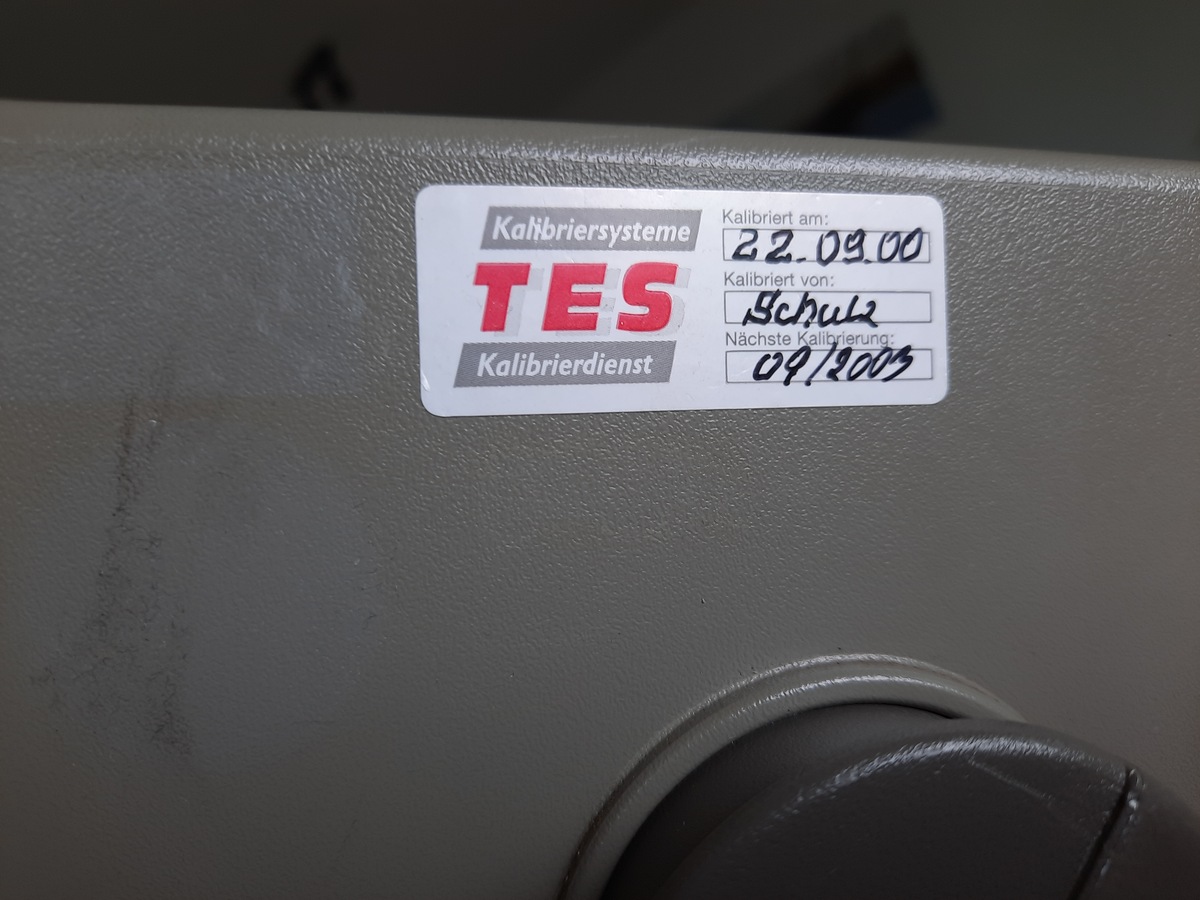 Kalibriersysteme
TES
Kalibrierdienst
Kalibriert am:
22.09.00
Kalibriert von:
Schulz
Nächste Kalibrierung:
09/2003